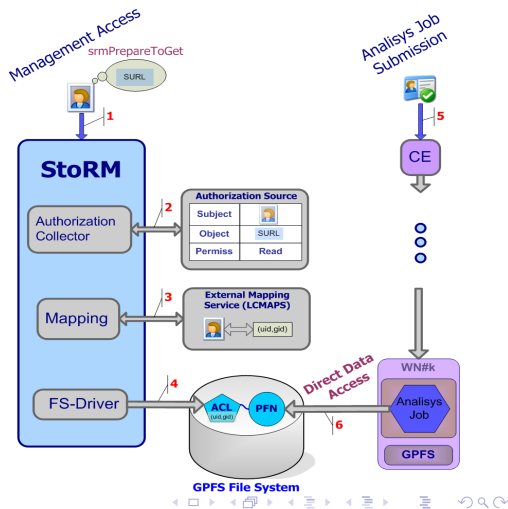 Management Access
srmPrepareToGet
SURL
1
StoRM
Authorization
Collector
2
Authorization Source
Subject
Object
SURL
Permiss
Read
Mapping
3
External Mapping
Service (LCMAPS)
(uid,gid)
FS-Driver
4
ACL
(uid,gid)
PFN
GPFS File System
Analisys Job
Submission
5
CE
WN#k
Analisys
Job
GPFS
Direct Data
Access
6